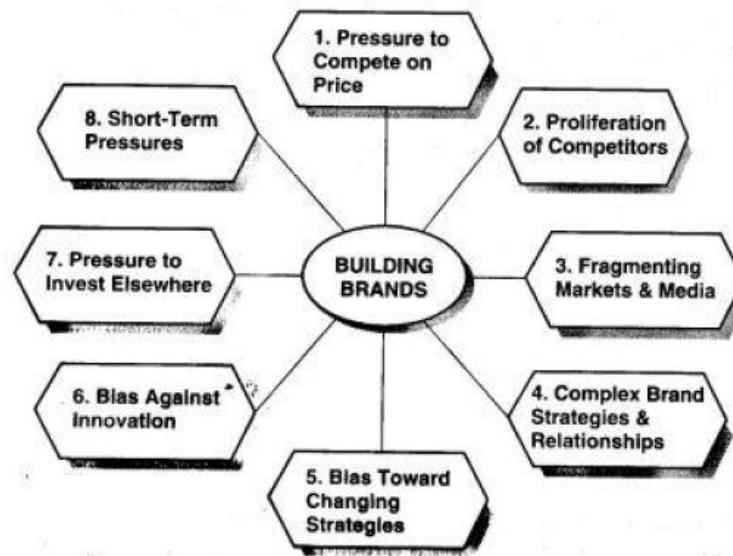 1. Pressure to
Compete on
Price
2. Proliferation
of Competitors
3. Fragmenting
Markets & Media
4. Complex Brand
Strategies &
Relationships
5. Bias Toward
Changing
Strategies
6. Bias Against
Innovation
7. Pressure to
Invest Elsewhere
8. Short-Term
Pressures
BUILDING
BRANDS